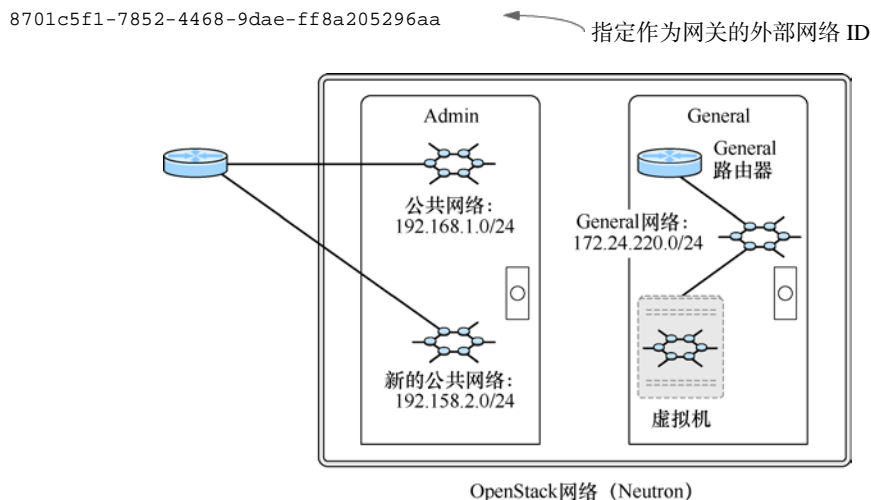 8701c5f1-7852-4468-9dae-ff8a205296aa
指定作为网关的外部网络 ID
Admin
公共网络：
192.168.1.0/24
新的公共网络：
192.158.2.0/24
General
General
路由器
General网络：
172.24.220.0/24
虚拟机
OpenStack网络（Neutron）